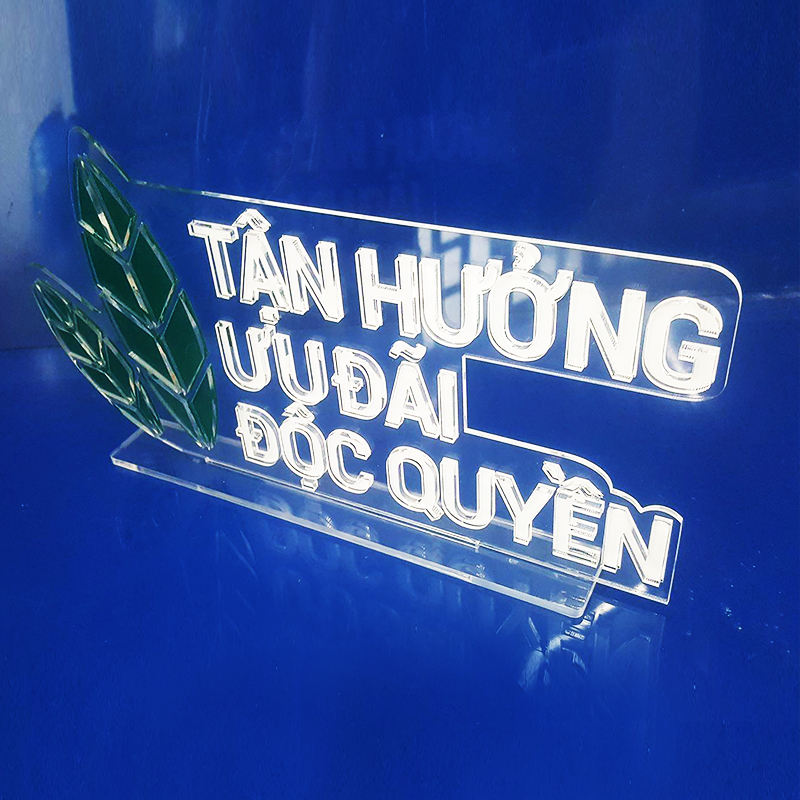 TẬN HƯỞNG
ƯU ĐÃI
ĐỘC QUYỀN